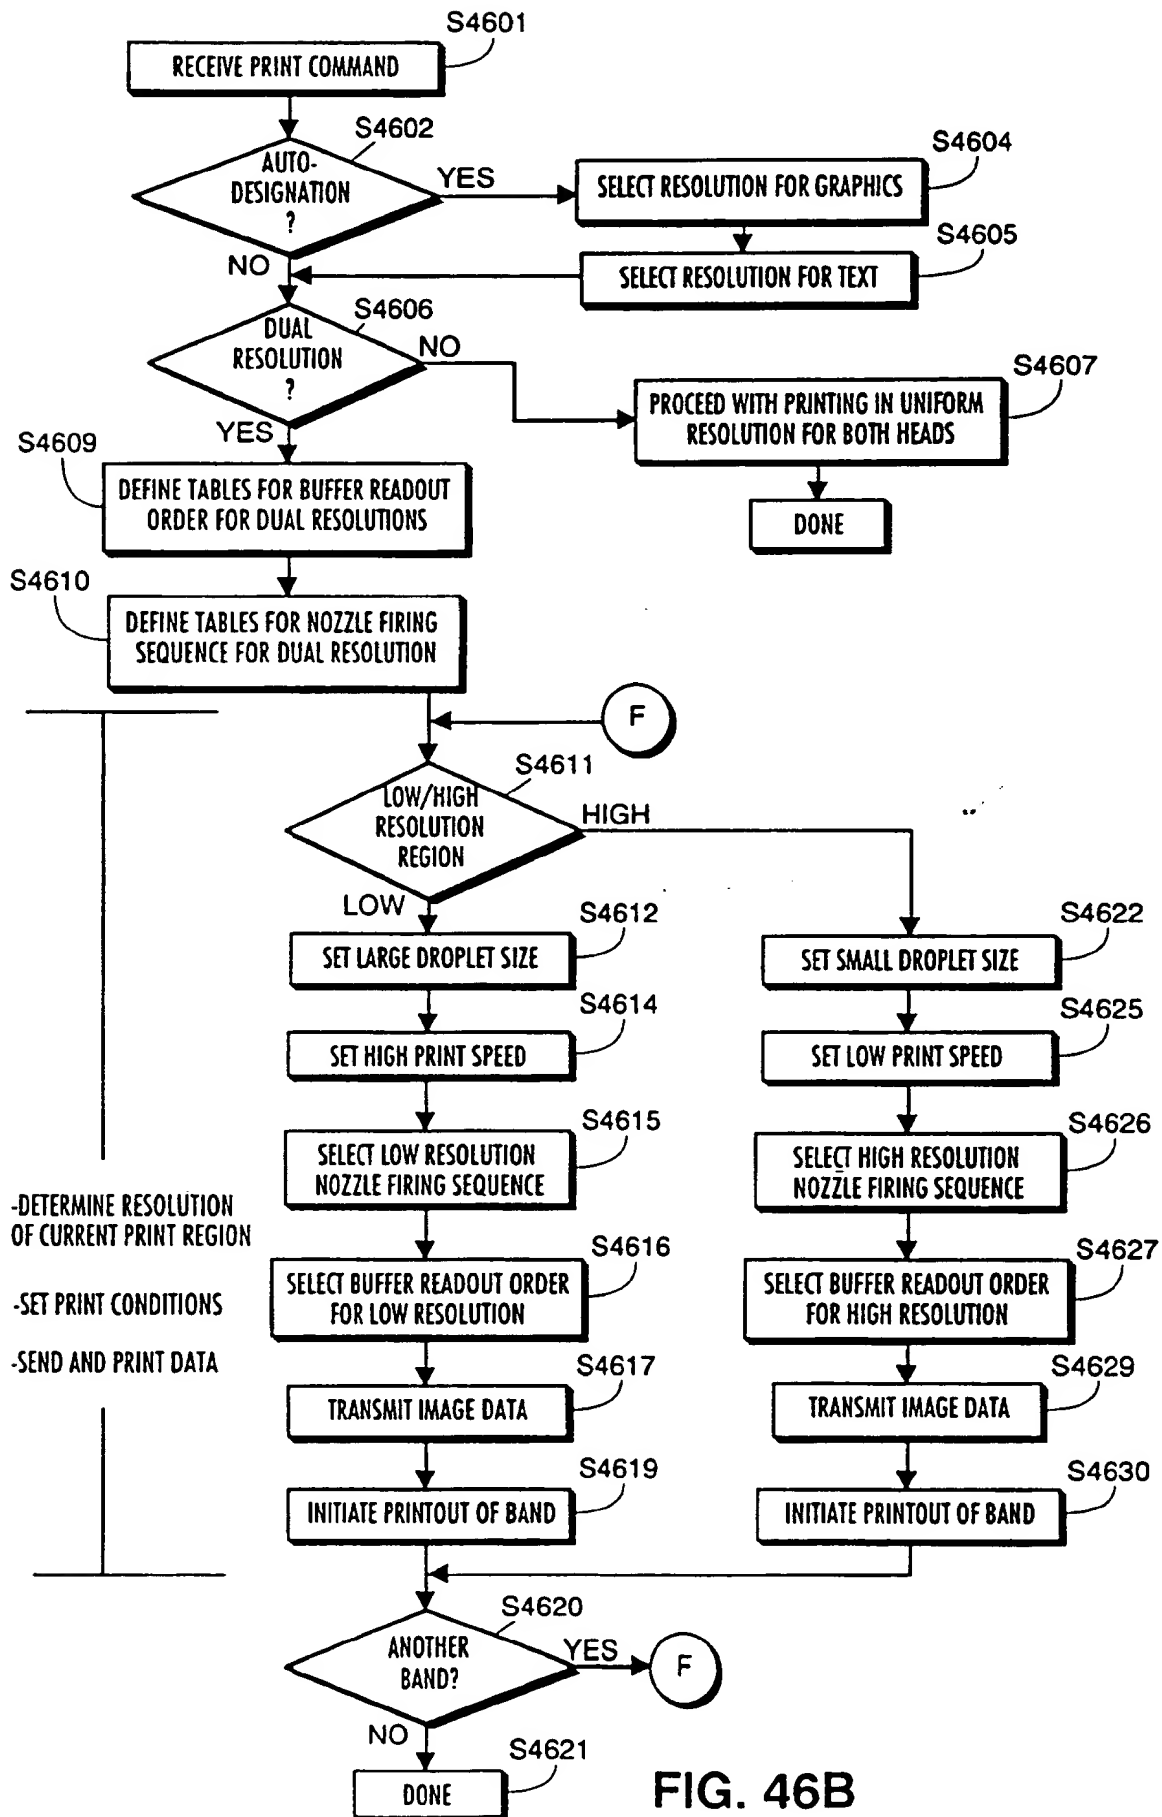 S4601
RECEIVE PRINT COMMAND
S4602
AUTO-
DESIGNATION
?
YES
S4604
SELECT RESOLUTION FOR GRAPHICS
S4605
SELECT RESOLUTION FOR TEXT
NO
S4606
DUAL
RESOLUTION
?
NO
S4607
PROCEED WITH PRINTING IN UNIFORM
RESOLUTION FOR BOTH HEADS
DONE
YES
S4609
DEFINE TABLES FOR BUFFER READOUT
ORDER FOR DUAL RESOLUTIONS
S4610
DEFINE TABLES FOR NOZZLE FIRING
SEQUENCE FOR DUAL RESOLUTION
F
S4611
LOW/HIGH
RESOLUTION
REGION
HIGH
LOW
S4612
SET LARGE DROPLET SIZE
S4614
SET HIGH PRINT SPEED
S4615
SELECT LOW RESOLUTION
NOZZLE FIRING SEQUENCE
S4616
SELECT BUFFER READOUT ORDER
FOR LOW RESOLUTION
S4617
TRANSMIT IMAGE DATA
S4619
INITIATE PRINTOUT OF BAND
S4622
SET SMALL DROPLET SIZE
S4625
SET LOW PRINT SPEED
S4626
SELECT HIGH RESOLUTION
NOZZLE FIRING SEQUENCE
S4627
SELECT BUFFER READOUT ORDER
FOR HIGH RESOLUTION
S4629
TRANSMIT IMAGE DATA
S4630
INITIATE PRINTOUT OF BAND
-DETERMINE RESOLUTION
OF CURRENT PRINT REGION
-SET PRINT CONDITIONS
-SEND AND PRINT DATA
S4620
ANOTHER
BAND?
YES
F
NO
S4621
DONE
FIG. 46B